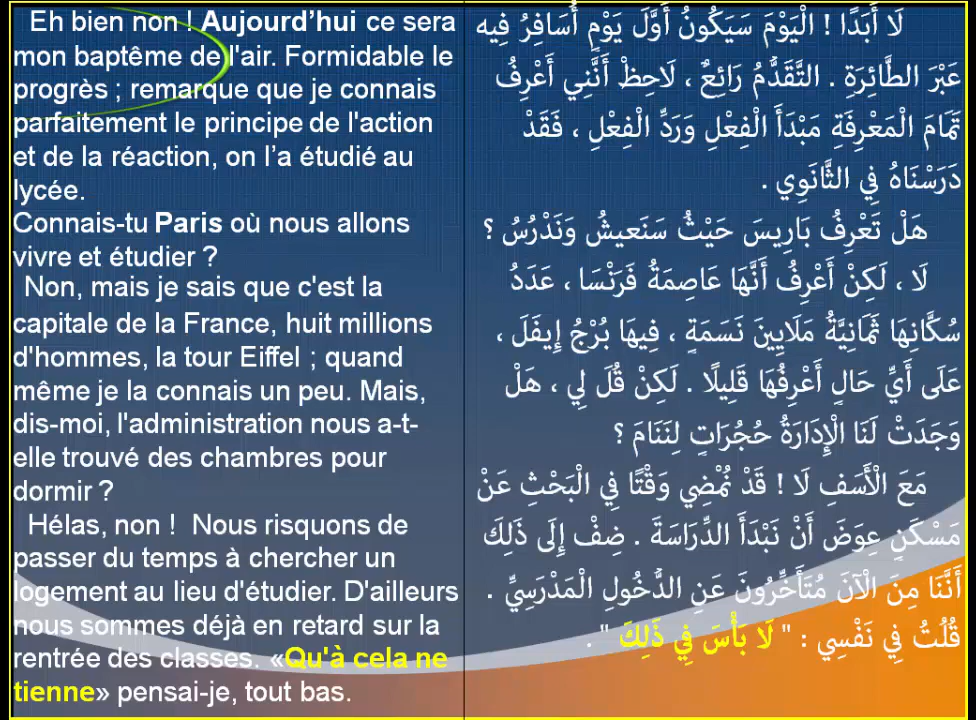 Eh bien non ! Aujourd’hui ce sera
mon baptême de l'air. Formidable le
progrès ; remarque que je connais
parfaitement le principe de l'action
et de la réaction, on l’a étudié au
lycée.
Connais-tu Paris où nous allons
vivre et étudier ?
Non, mais je sais que c'est la
capitale de la France, huit millions
d'hommes, la tour Eiffel ; quand
même je la connais un peu. Mais,
dis-moi, l'administration nous a-t-
elle trouvé des chambres pour
dormir ?
Hélas, non ! Nous risquons de
passer du temps à chercher un
logement au lieu d'étudier. D'ailleurs
nous sommes déjà en retard sur la
rentrée des classes. «Qu'à cela ne
tienne» pensai-je, tout bas.
لَا أَبَدًا ! الْيَوْمَ سَيَكُونُ أَوَّلَ يَوْمٍ أُسَافِرُ فِيه
عَبْرَ الطَّائِرَةِ . التَّقَدُّمُ رَائِعٌ ، لَاحِظْ أَنَّنِي أَعْرِفُ
تَمَامَ الْمَعْرِفَةِ مَبْدَأَ الْفِعْلِ وَرَدِّ الْفِعْلِ ، فَقَدْ
دَرَسْنَاهُ فِي الثَّانَوِي .
هَلْ تَعْرِفُ بَارِيسَ حَيْثُ سَنَعيشُ وَنَدْرُسُ ؟
لَا ، لَكِنْ أَعْرِفُ أَنَّهَا عَاصِمَةُ فَرَنْسَا ، عَدَدُ
سُكَّانِهَا ثَمَانِيَّةُ مَلَايِينَ نَسَمَةٍ ، فِيهَا بُرْجُ إِيفَلَ ،
عَلَى أَيِّ حَالٍ أَعْرِفُهَا قَلِيلًا . لَكِنْ قُلَ لِي ، هَلْ
وَجَدَتْ لَنَا الْإِدَارَةُ حُجُرَاتٍ لِنَنَامَ ؟
مَعَ الْأَسَفِ لَا ! قَدْ نُمْضِي وَقْتًا فِي الْبَحْثِ عَنْ
مَسْكَنٍ عِوَضَ أَنْ نَبْدَأَ الدِّرَاسَةَ . ضِفْ إِلَى ذَلِكَ
أَنَّنَا مِنَ الْآنَ مُتَأَخِّرُونَ عَنِ الدُّخُولِ الْمَدْرَسِيِّ .
قُلْتُ فِي نَفْسِي : " لَا بَأْسَ فِي ذَلِكَ " .